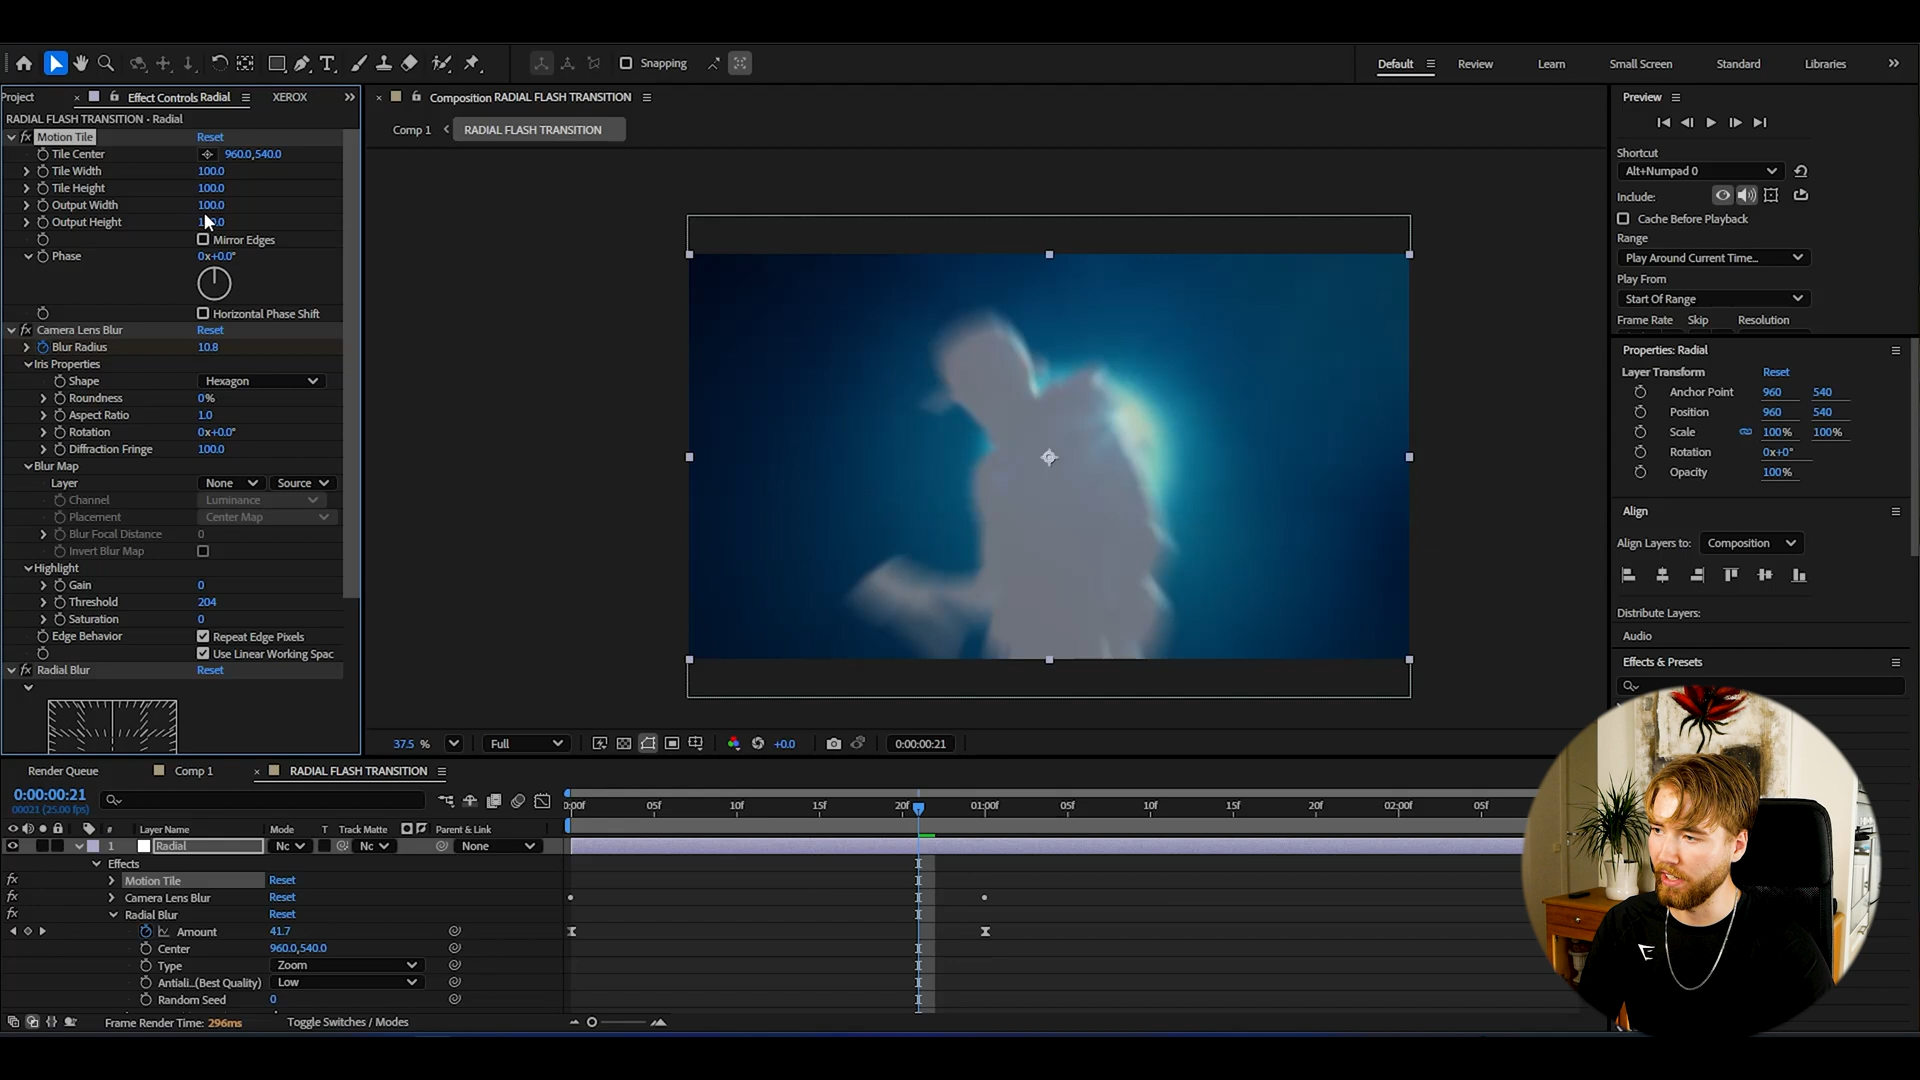 Snapping
Default
Review
Learn
Small Screen
Standard
Libraries
Project
Effect Controls Radial
XEROX
RADIAL FLASH TRANSITION • Radial
Motion Tile Reset
Tile Center 960.0,540.0
Tile Width 100.0
Tile Height 100.0
Output Width 100.0
Output Height
Mirror Edges
Phase 0x+0.0°
Horizontal Phase Shift
Camera Lens Blur Reset
Blur Radius 10.8
Iris Properties
Shape Hexagon
Roundness 0%
Aspect Ratio 1.0
Rotation 0x+0.0°
Diffraction Fringe 100.0
Blur Map
Layer None Source
Channel Luminance
Placement Center Map
Blur Focal Distance 0
Invert Blur Map
Highlight
Gain 0
Threshold 204
Saturation 0
Edge Behavior Repeat Edge Pixels
Use Linear Working Spac
Radial Blur Reset
Composition RADIAL FLASH TRANSITION
Comp 1 RADIAL FLASH TRANSITION
37.5 % Full +0.0 0:00:00:21
Preview
Shortcut
Alt+Numpad 0
Include:
Cache Before Playback
Range
Play Around Current Time...
Play From
Start Of Range
Frame Rate Skip Resolution
Properties: Radial
Layer Transform Reset
Anchor Point 960 540
Position 960 540
Scale 100% 100%
Rotation 0x+0°
Opacity 100%
Align
Align Layers to: Composition
Distribute Layers:
Audio
Effects & Presets
Render Queue
Comp 1
RADIAL FLASH TRANSITION
0:00:00:21
00021 (25.00 fps)
# Layer Name Mode T Track Matte Parent & Link
0:00f 05f 10f 15f 20f 01:00f 05f 10f 15f 20f 02:00f 05f
1 Radial Nc Nc None
Effects
Motion Tile Reset
Camera Lens Blur Reset
Radial Blur Reset
Amount 41.7
Center 960.0,540.0
Type Zoom
Antiali...(Best Quality) Low
Random Seed 0
Frame Render Time: 296ms
Toggle Switches / Modes